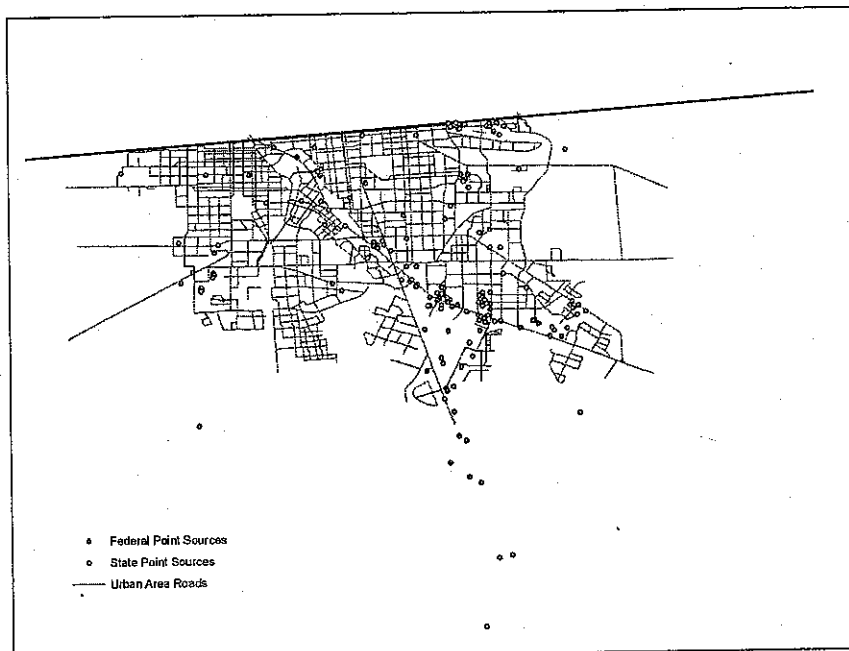 Federal Point Sources
State Point Sources
Urban Area Roads